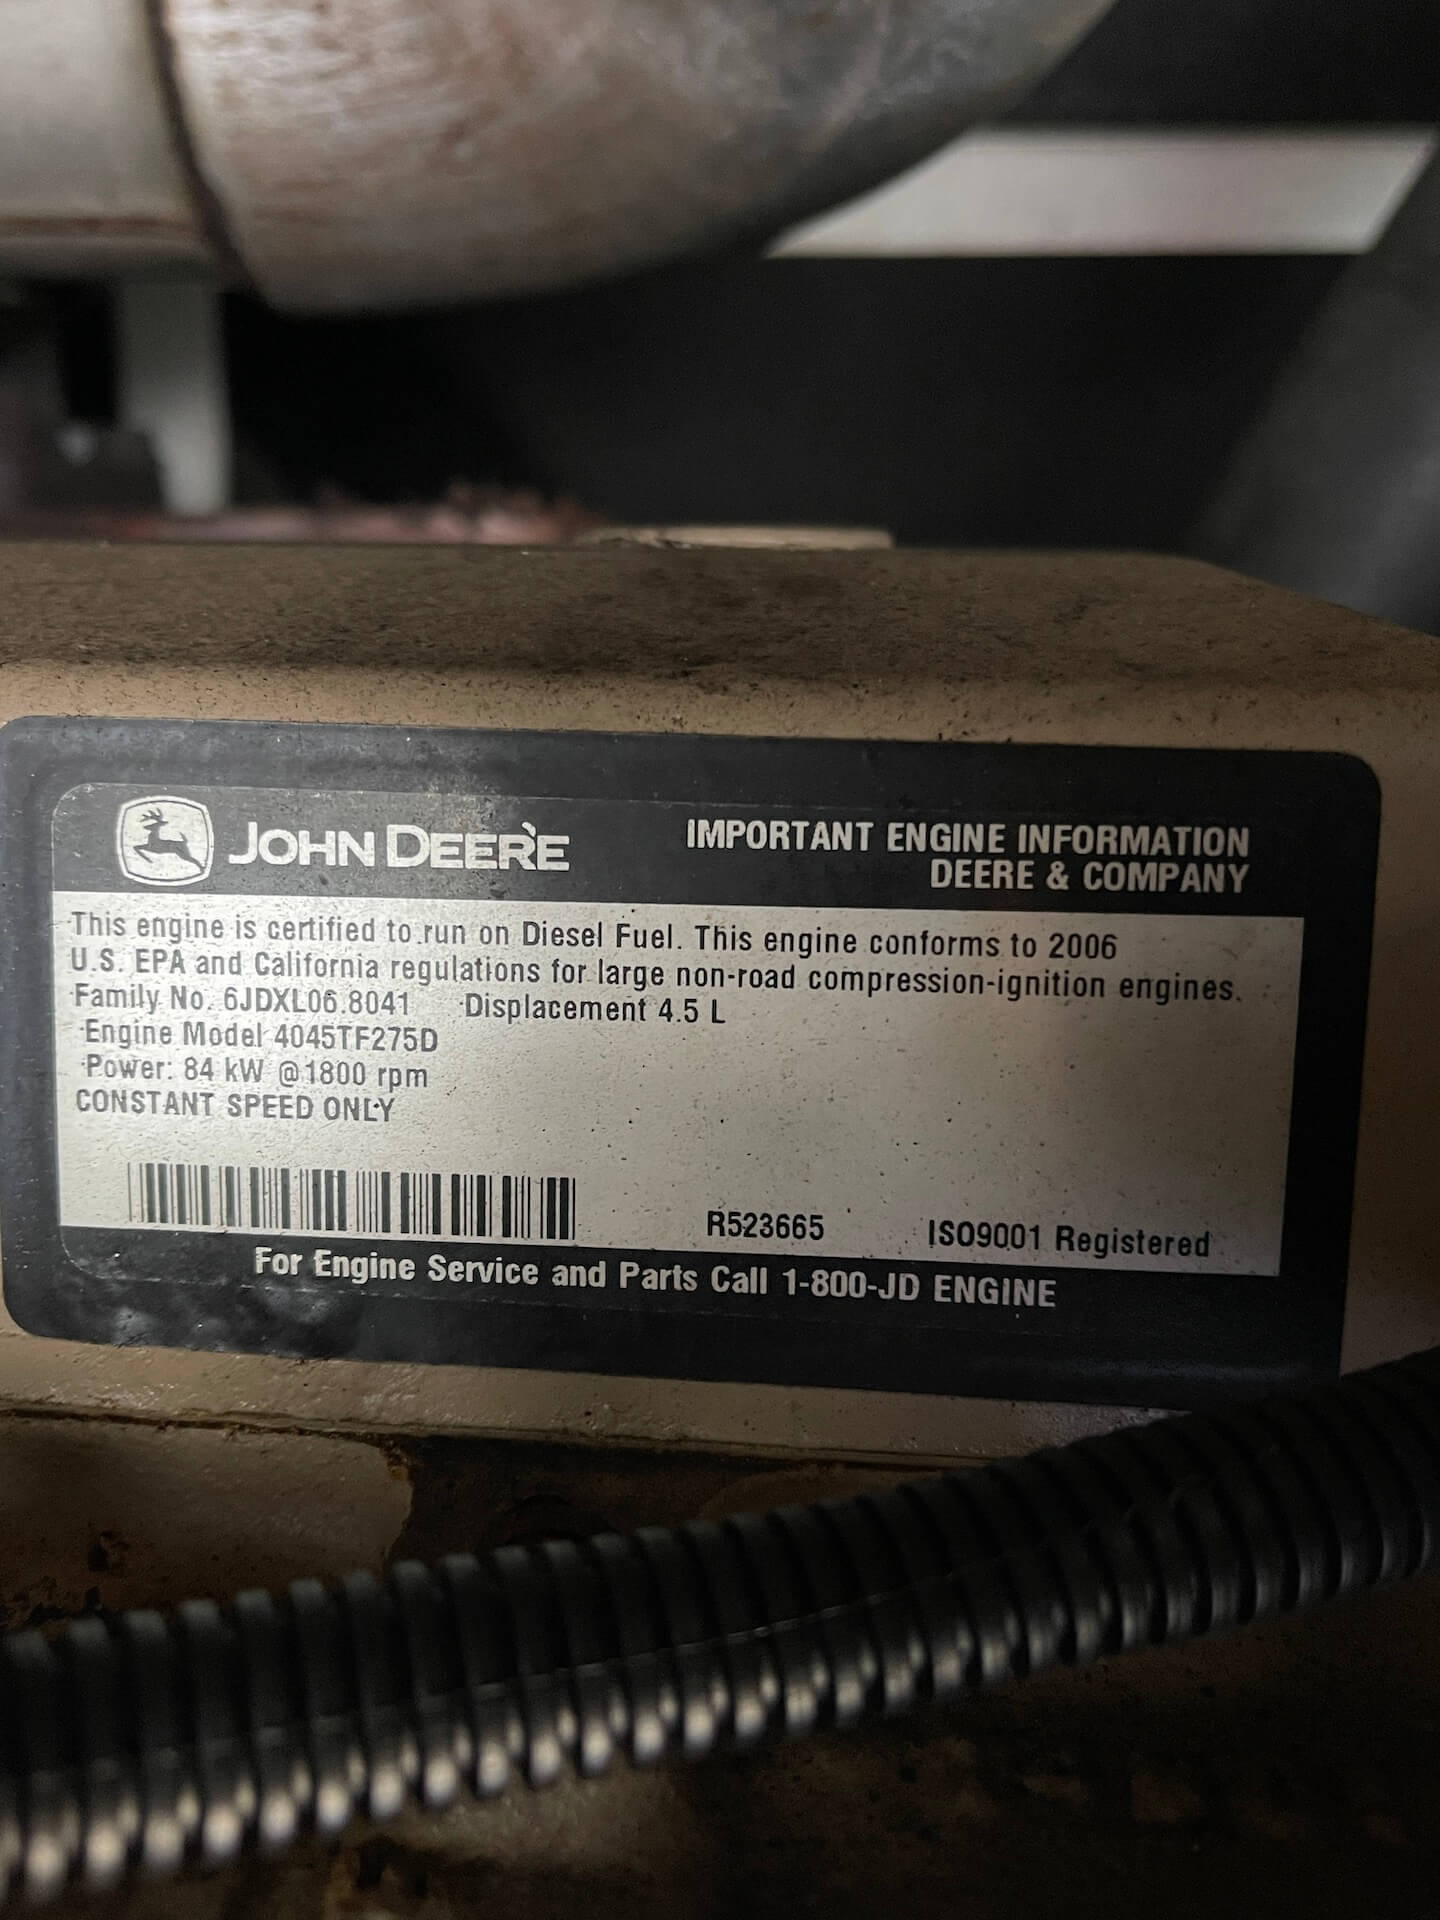 JOHN DEERE
IMPORTANT ENGINE INFORMATION
DEERE & COMPANY
This engine is certified to run on Diesel Fuel. This engine conforms to 2006
U.S. EPA and California regulations for large non-road compression-ignition engines.
Family No. 6JDXL06.8041 Displacement 4.5 L
Engine Model 4045TF275D
Power: 84 kW @1800 rpm
CONSTANT SPEED ONLY
R523665 ISO9001 Registered
For Engine Service and Parts Call 1-800-JD ENGINE